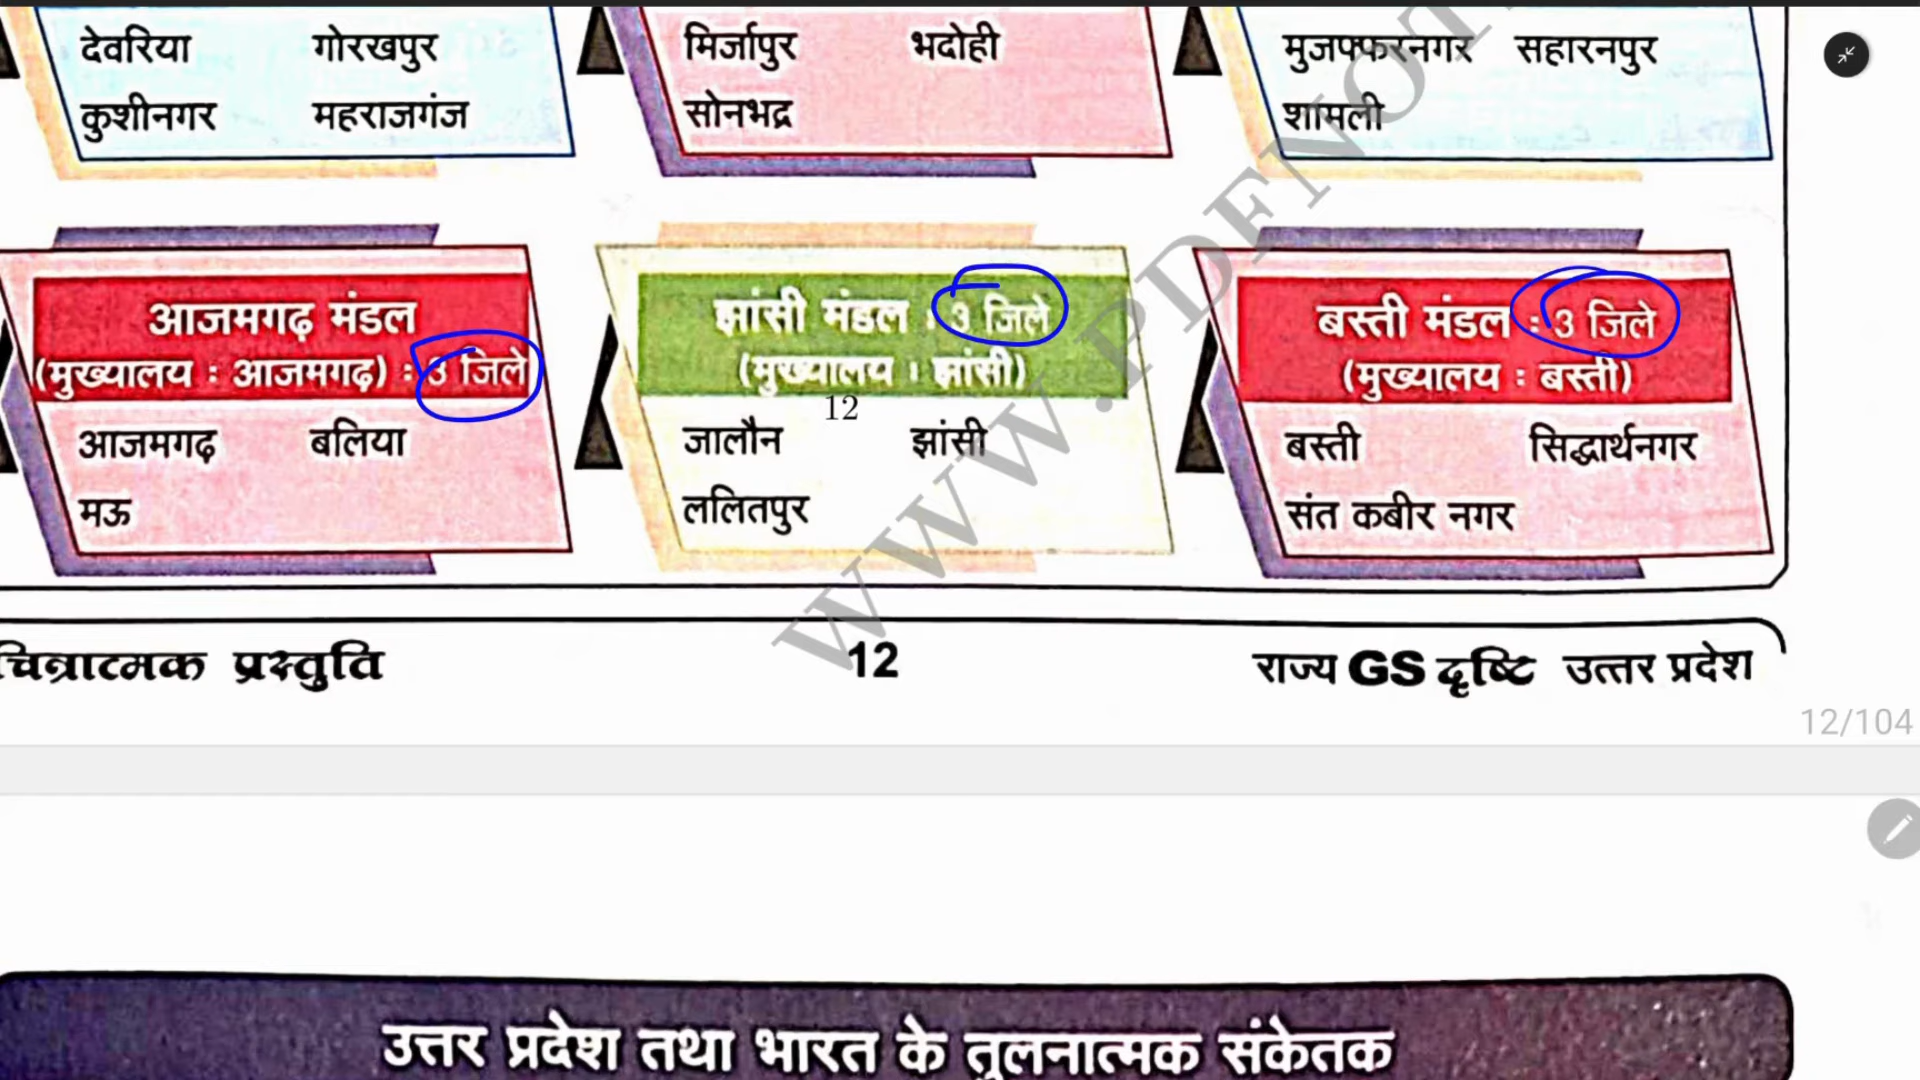 देवरिया गोरखपुर
कुशीनगर महराजगंज
मिर्जापुर भदोही
सोनभद्र
मुजफ्फरनगर सहारनपुर
शामली
आजमगढ़ मंडल
(मुख्यालय : आजमगढ़) : 3 जिले
आजमगढ़ बलिया
मऊ
झांसी मंडल : 3 जिले
(मुख्यालय : झांसी)
12
जालौन झांसी
ललितपुर
बस्ती मंडल : 3 जिले
(मुख्यालय : बस्ती)
बस्ती सिद्धार्थनगर
संत कबीर नगर
WWW.PDFNOT
चित्रात्मक प्रस्तुति 12 राज्य GS दृष्टि उत्तर प्रदेश
12/104
उत्तर प्रदेश तथा भारत के तुलनात्मक संकेतक